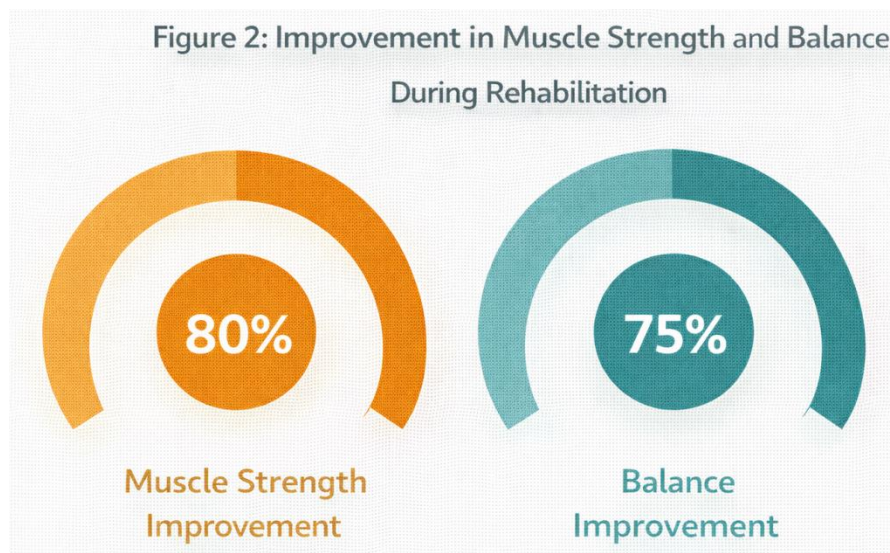 Figure 2: Improvement in Muscle Strength and Balance
During Rehabilitation
80%
75%
Muscle Strength
Improvement
Balance
Improvement